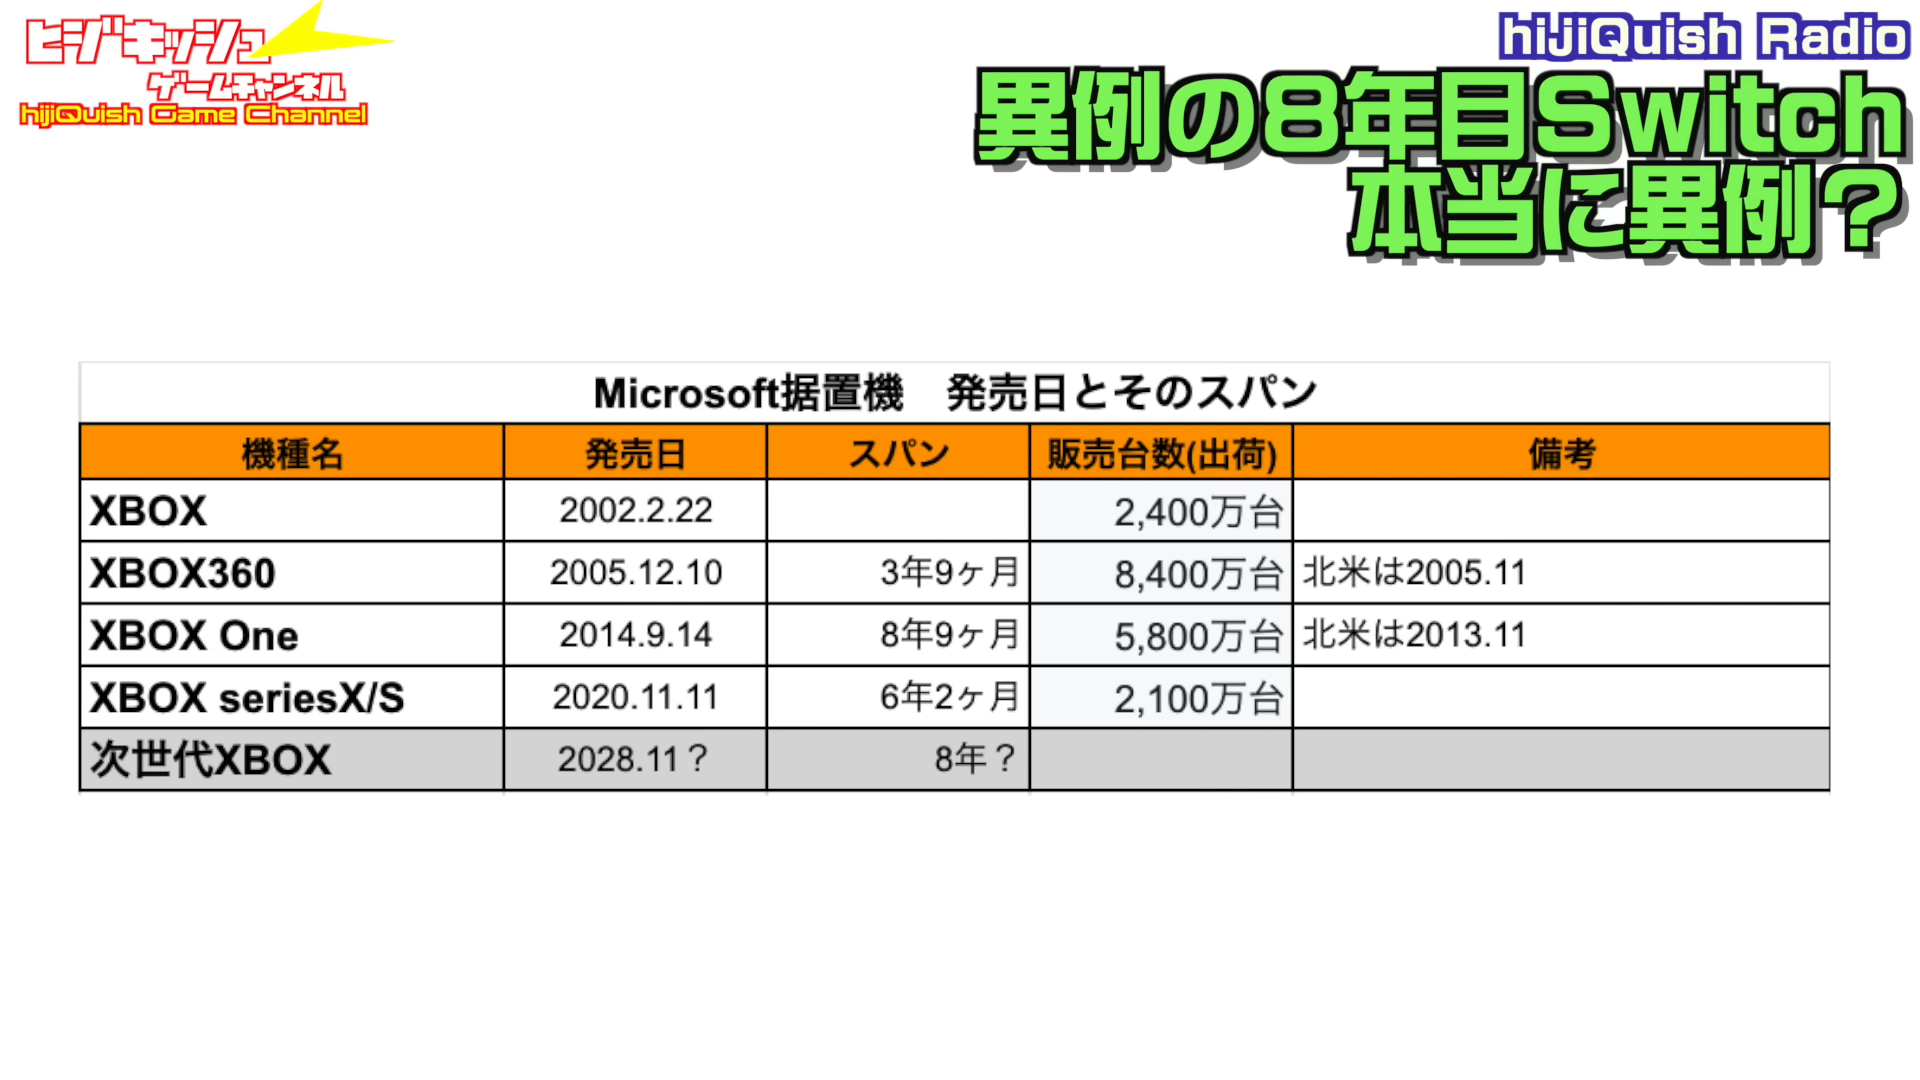 ヒジキッシュ
ゲームチャンネル
hijiQuish Game Channel
hiJiQuish Radio
異例の8年目Switch
本当に異例？
Microsoft据置機　発売日とそのスパン
機種名 発売日 スパン 販売台数(出荷) 備考
XBOX 2002.2.22 2,400万台
XBOX360 2005.12.10 3年9ヶ月 8,400万台 北米は2005.11
XBOX One 2014.9.14 8年9ヶ月 5,800万台 北米は2013.11
XBOX seriesX/S 2020.11.11 6年2ヶ月 2,100万台
次世代XBOX 2028.11？ 8年？